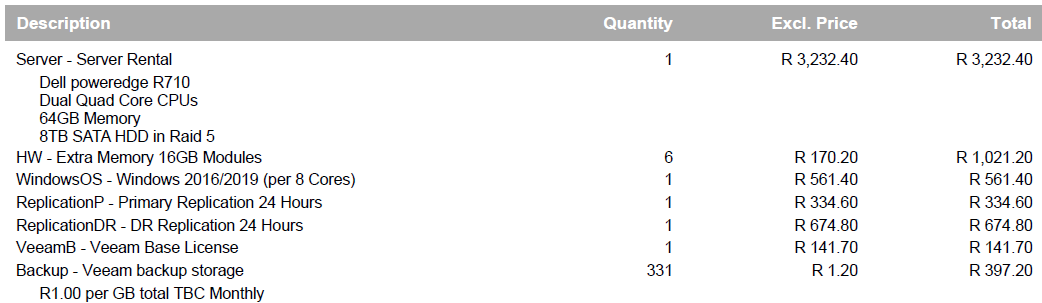 Description Quantity Excl. Price Total
Server - Server Rental 1 R 3,232.40 R 3,232.40
Dell poweredge R710
Dual Quad Core CPUs
64GB Memory
8TB SATA HDD in Raid 5
HW - Extra Memory 16GB Modules 6 R 170.20 R 1,021.20
WindowsOS - Windows 2016/2019 (per 8 Cores) 1 R 561.40 R 561.40
ReplicationP - Primary Replication 24 Hours 1 R 334.60 R 334.60
ReplicationDR - DR Replication 24 Hours 1 R 674.80 R 674.80
VeeamB - Veeam Base License 1 R 141.70 R 141.70
Backup - Veeam backup storage 331 R 1.20 R 397.20
R1.00 per GB total TBC Monthly